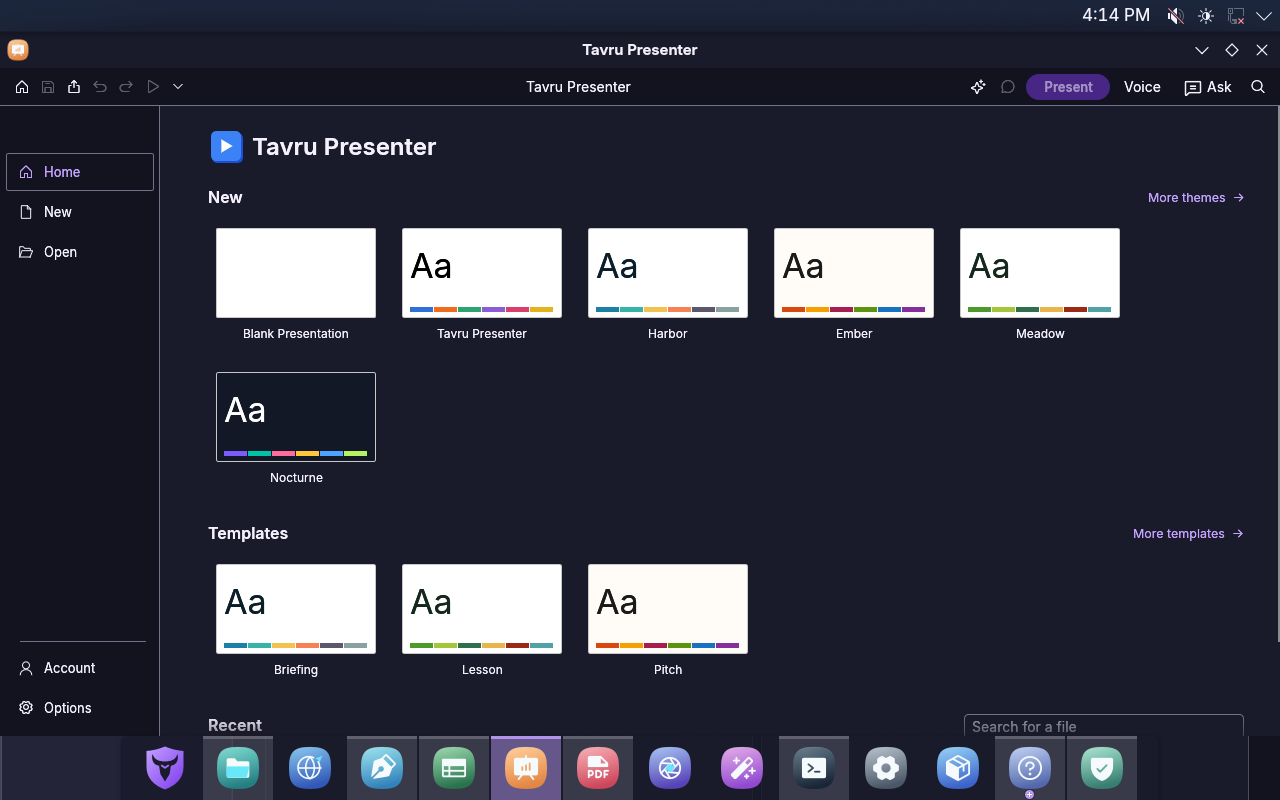 4:14 PM
Tavru Presenter
Tavru Presenter
Present
Voice
Ask
Home
New
Open
Account
Options
Tavru Presenter
New
More themes
Aa
Aa
Aa
Aa
Blank Presentation
Tavru Presenter
Harbor
Ember
Meadow
Aa
Nocturne
Templates
More templates
Aa
Aa
Aa
Briefing
Lesson
Pitch
Recent
Search for a file
PDF